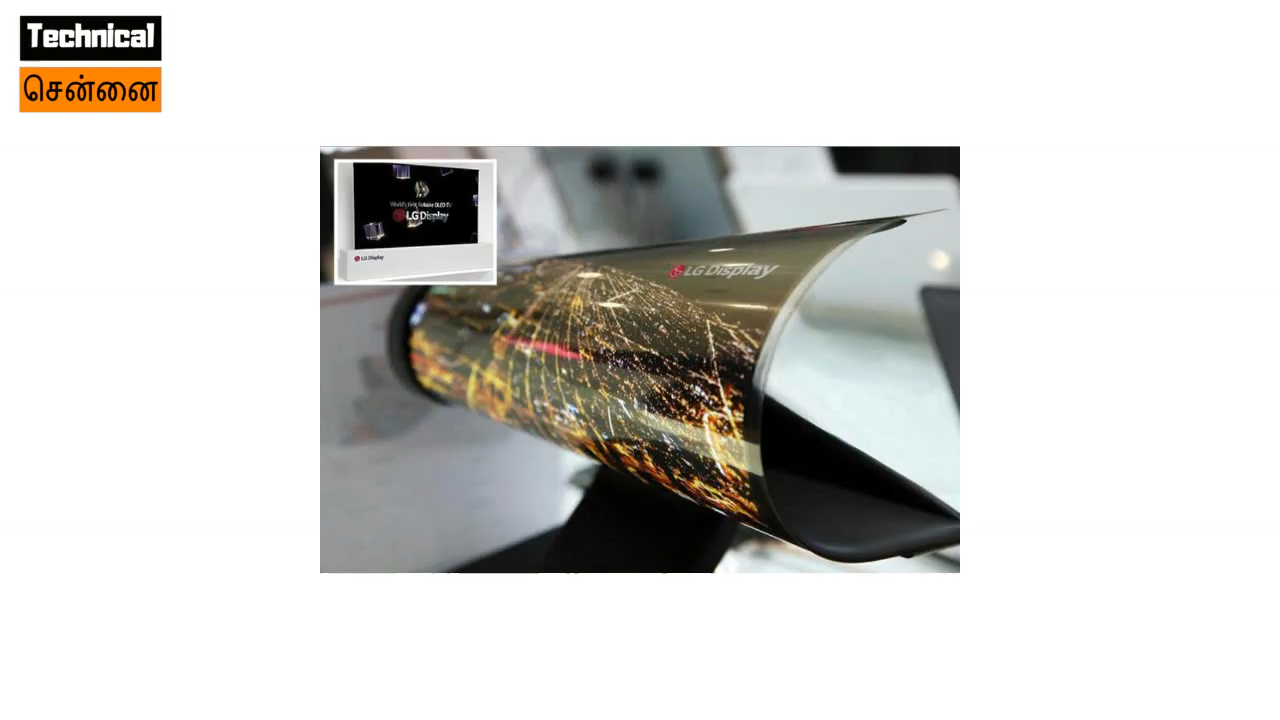 Technical
சென்னை
World's First Rollable OLED TV
LG Display
LG Display
LG Display